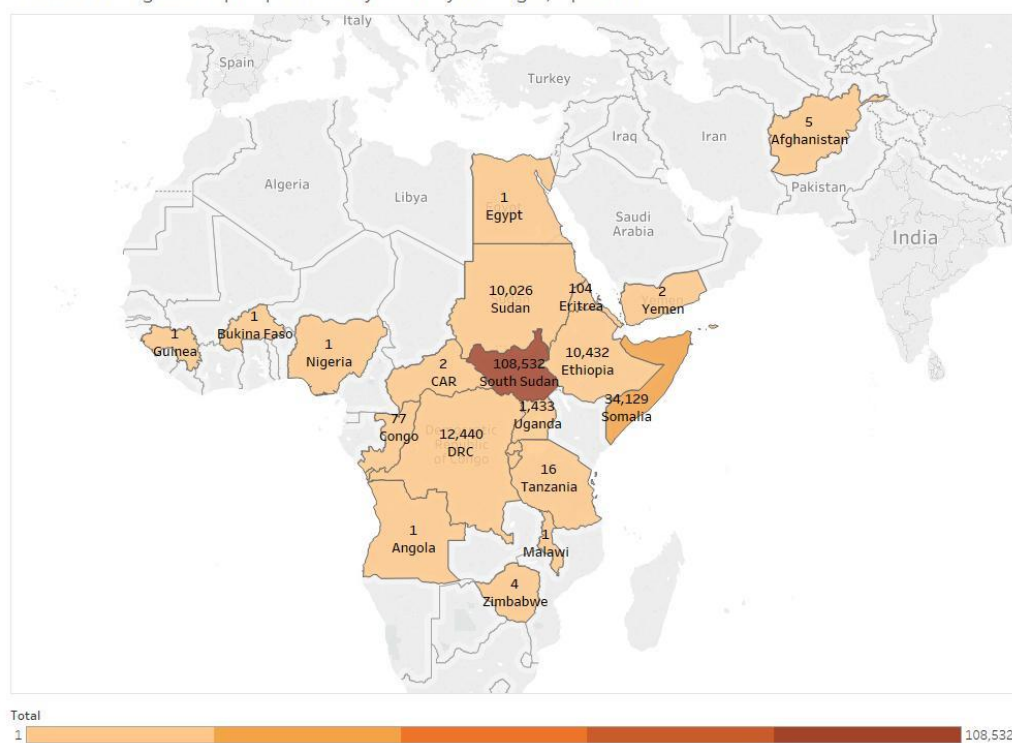 Italy
Spain
Turkey
5
Afghanistan
Iraq
Iran
Algeria
Libya
Pakistan
1
Egypt
Saudi
Arabia
India
10,026
Sudan
104
Eritrea
2
Yemen
1
Guinea
1
Bukina Faso
1
Nigeria
2
CAR
108,532
South Sudan
10,432
Ethiopia
34,129
Somalia
77
Congo
12,440
DRC
1,433
Uganda
16
Tanzania
1
Angola
1
Malawi
4
Zimbabwe
Total
1
108,532